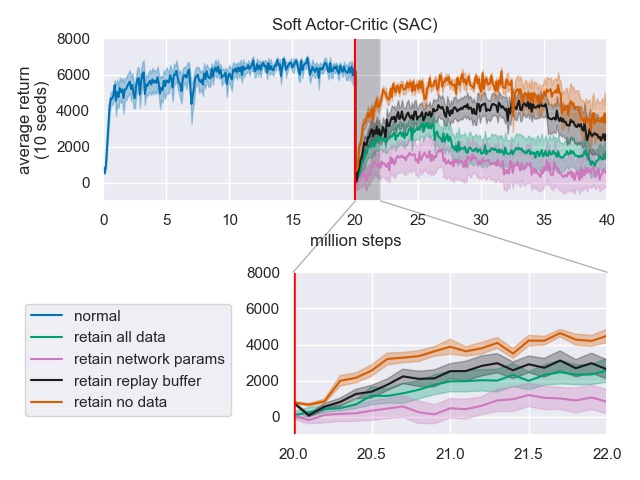 Soft Actor-Critic (SAC)
average return
(10 seeds)
8000
6000
4000
2000
0
0 5 10 15 20 25 30 35 40
million steps
8000
6000
4000
2000
0
20.0 20.5 21.0 21.5 22.0
normal
retain all data
retain network params
retain replay buffer
retain no data